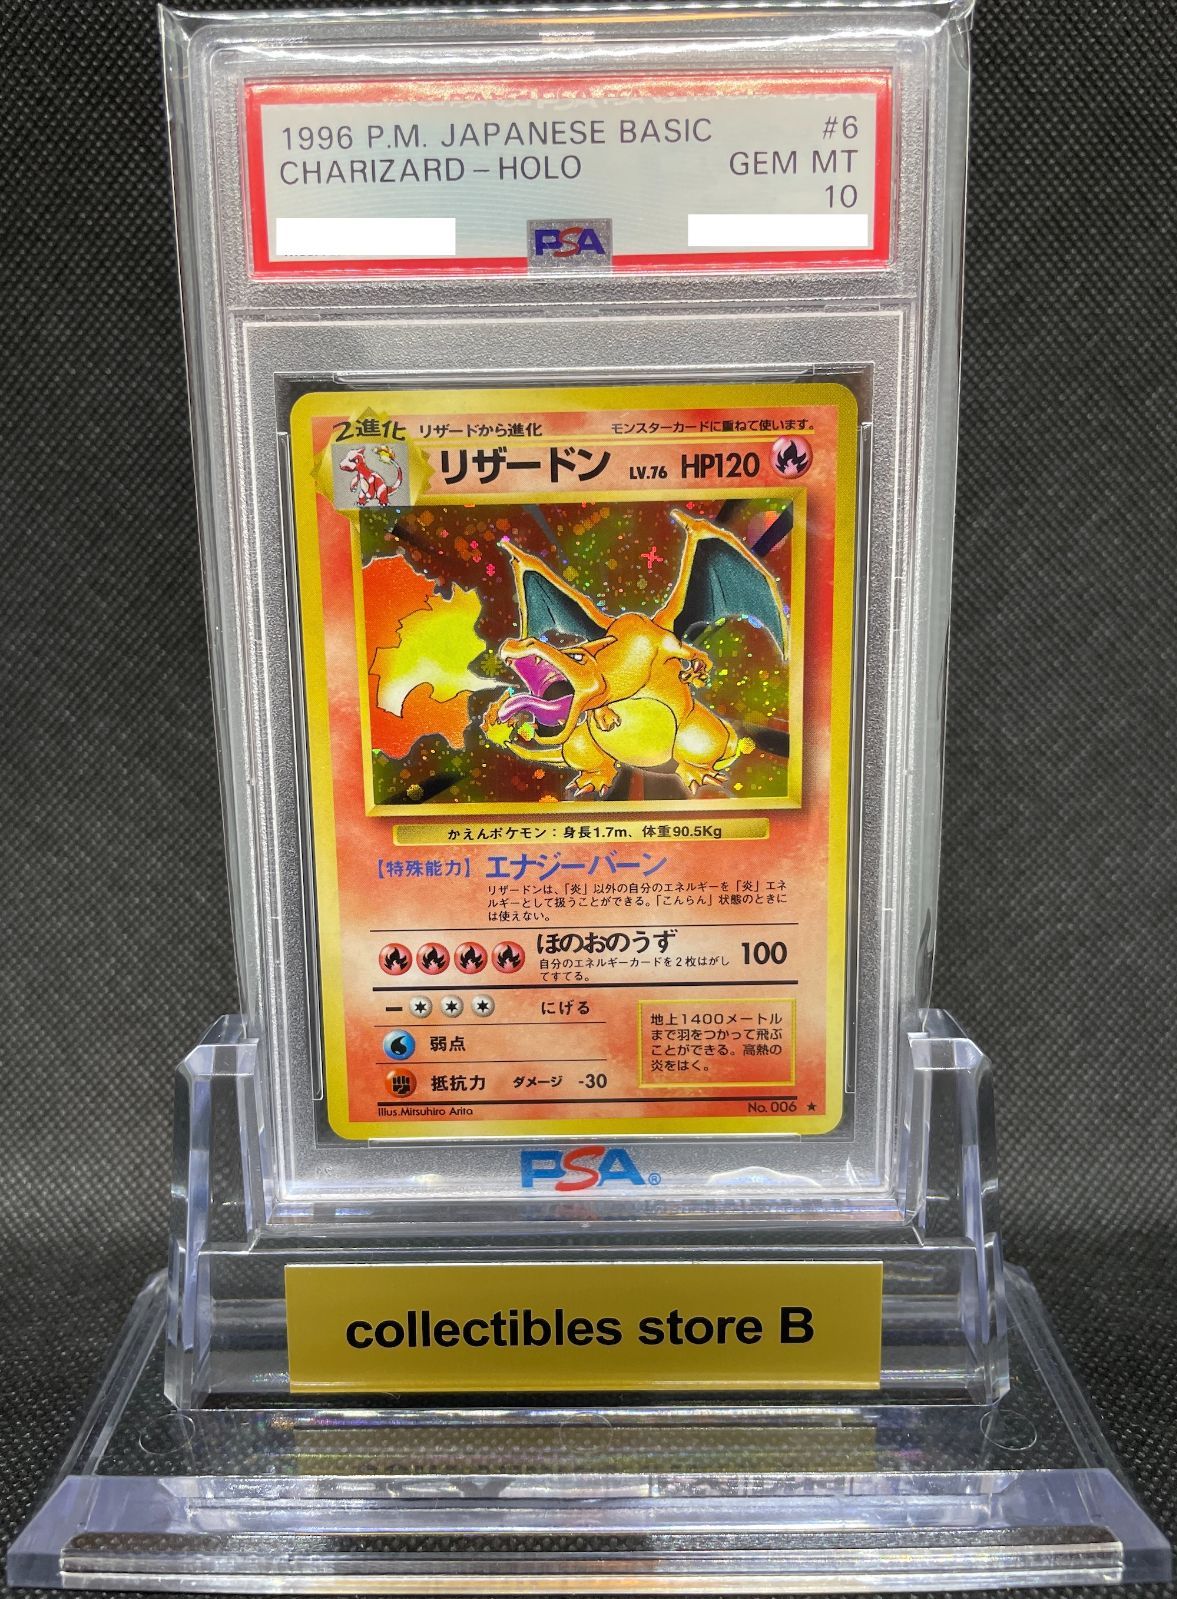 1996 P.M. JAPANESE BASIC #6
CHARIZARD - HOLO GEM MT
10
PSA
2進化 リザードから進化 モンスターカードに重ねて使います。
リザードン LV.76 HP120
かえんポケモン：身長1.7m、体重90.5Kg
【特殊能力】エナジーバーン
リザードンは、「炎」以外の自分のエネルギーを「炎」エネ
ルギーとして扱うことができる。「こんらん」状態のときに
は使えない。
ほのおのうず 100
自分のエネルギーカードを2枚はがし
てすてる。
にげる
弱点
抵抗力 ダメージ -30
地上1400メートル
まで羽をつかって飛ぶ
ことができる。高熱の
炎をはく。
Illus.Mitsuhiro Arita No. 006 ★
PSA®
collectibles store B